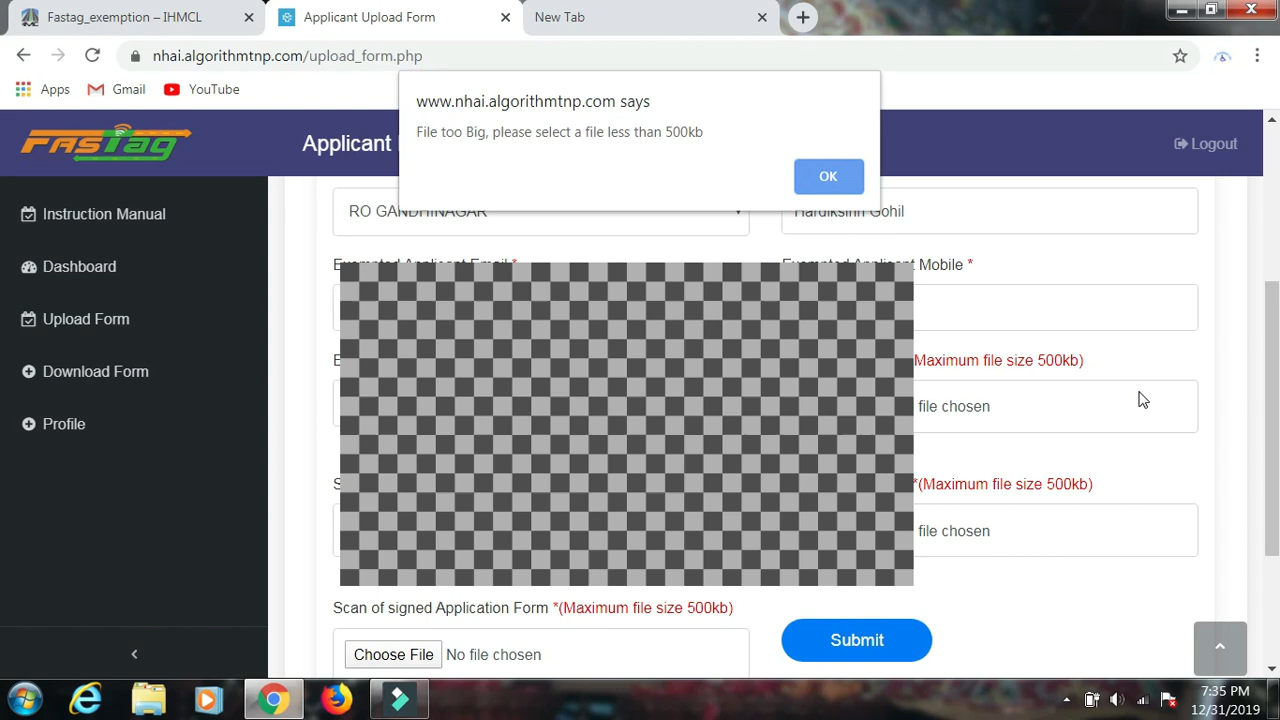 Fastag_exemption – IHMCL
Applicant Upload Form
New Tab
nhai.algorithmtnp.com/upload_form.php
Apps
Gmail
YouTube
www.nhai.algorithmtnp.com says
File too Big, please select a file less than 500kb
OK
FASTag
Applicant
Logout
Instruction Manual
Dashboard
Upload Form
Download Form
Profile
RO GANDHINAGAR
Hardiksinh Gohil
Exempted Applicant Email *
Exempted Applicant Mobile *
(Maximum file size 500kb)
file chosen
*(Maximum file size 500kb)
file chosen
Scan of signed Application Form *(Maximum file size 500kb)
Choose File No file chosen
Submit
7:35 PM
12/31/2019